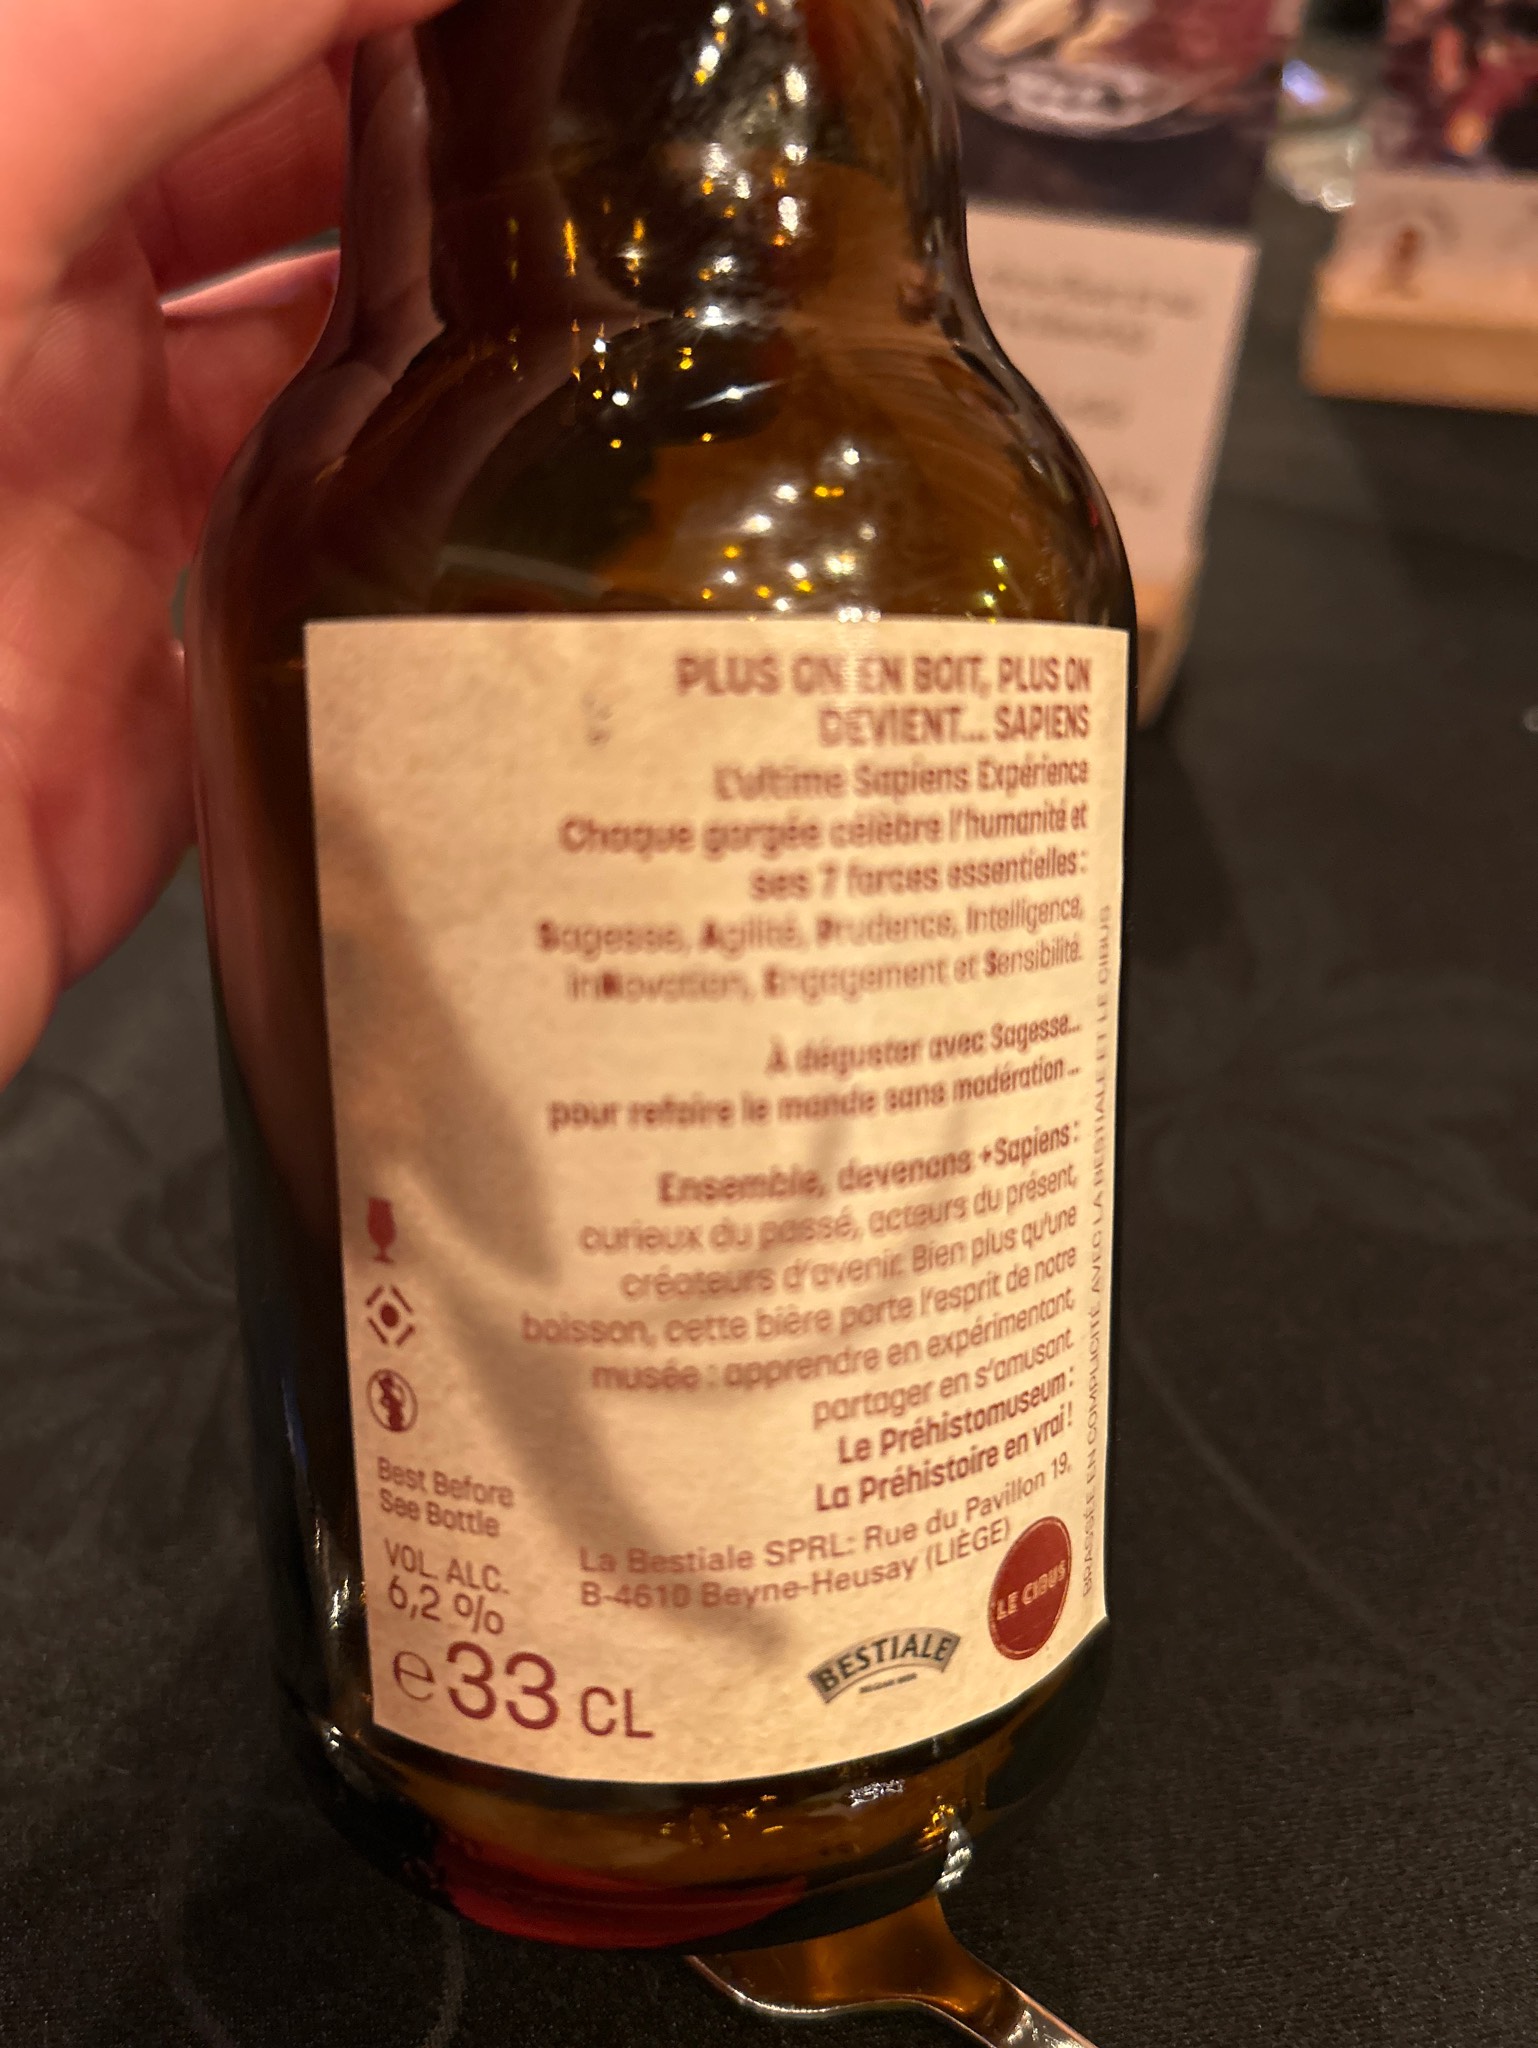 PLUS ON EN BOIT, PLUS ON
DEVIENT... SAPIENS
L'ultime Sapiens Expérience
Chaque gorgée célèbre l'humanité et
ses 7 forces essentielles :
Sagesse, Agilité, Prudence, Intelligence,
inNovation, Engagement et Sensibilité.
À déguster avec Sagesse...
pour refaire le monde sans modération...
Ensemble, devenons +Sapiens :
curieux du passé, acteurs du présent,
créateurs d'avenir. Bien plus qu'une
boisson, cette bière porte l'esprit de notre
musée : apprendre en expérimentant,
partager en s'amusant.
Le Préhistomuseum :
La Préhistoire en vrai !
La Bestiale SPRL: Rue du Pavillon 19,
B-4610 Beyne-Heusay (LIÈGE)
BRASSÉE EN COMPLICITÉ AVEC LA BESTIALE ET LE CIBUS
Best Before
See Bottle
VOL. ALC.
6,2 %
e 33 CL
BESTIALE
LE CIBUS